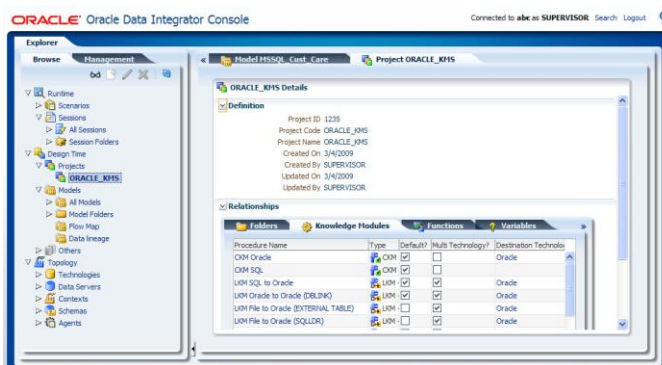 ORACLE Oracle Data Integrator Console
Connected to abc as SUPERVISOR Search Logout
Explorer
Browse Management
Runtime
Scenarios
Sessions
All Sessions
Session Folders
Design Time
Projects
ORACLE_KMS
Models
All Models
Model Folders
Flow Map
Data lineage
Others
Topology
Technologies
Data Servers
Contexts
Schemas
Agents
« Model MSSQL_Cust_Care Project ORACLE_KMS
ORACLE_KMS Details
Definition
Project ID 1235
Project Code ORACLE_KMS
Project Name ORACLE_KMS
Created On 3/4/2009
Created By SUPERVISOR
Updated On 3/4/2009
Updated By SUPERVISOR
Relationships
Folders Knowledge Modules Functions Variables »
Procedure Name Type Default? Multi Technology? Destination Technolo
CKM Oracle CKM Oracle
CKM SQL CKM
LKM SQL to Oracle LKM - Oracle
LKM Oracle to Oracle (DBLINK) LKM - Oracle
LKM File to Oracle (EXTERNAL TABLE) LKM - Oracle
LKM File to Oracle (SQLLDR) LKM - Oracle